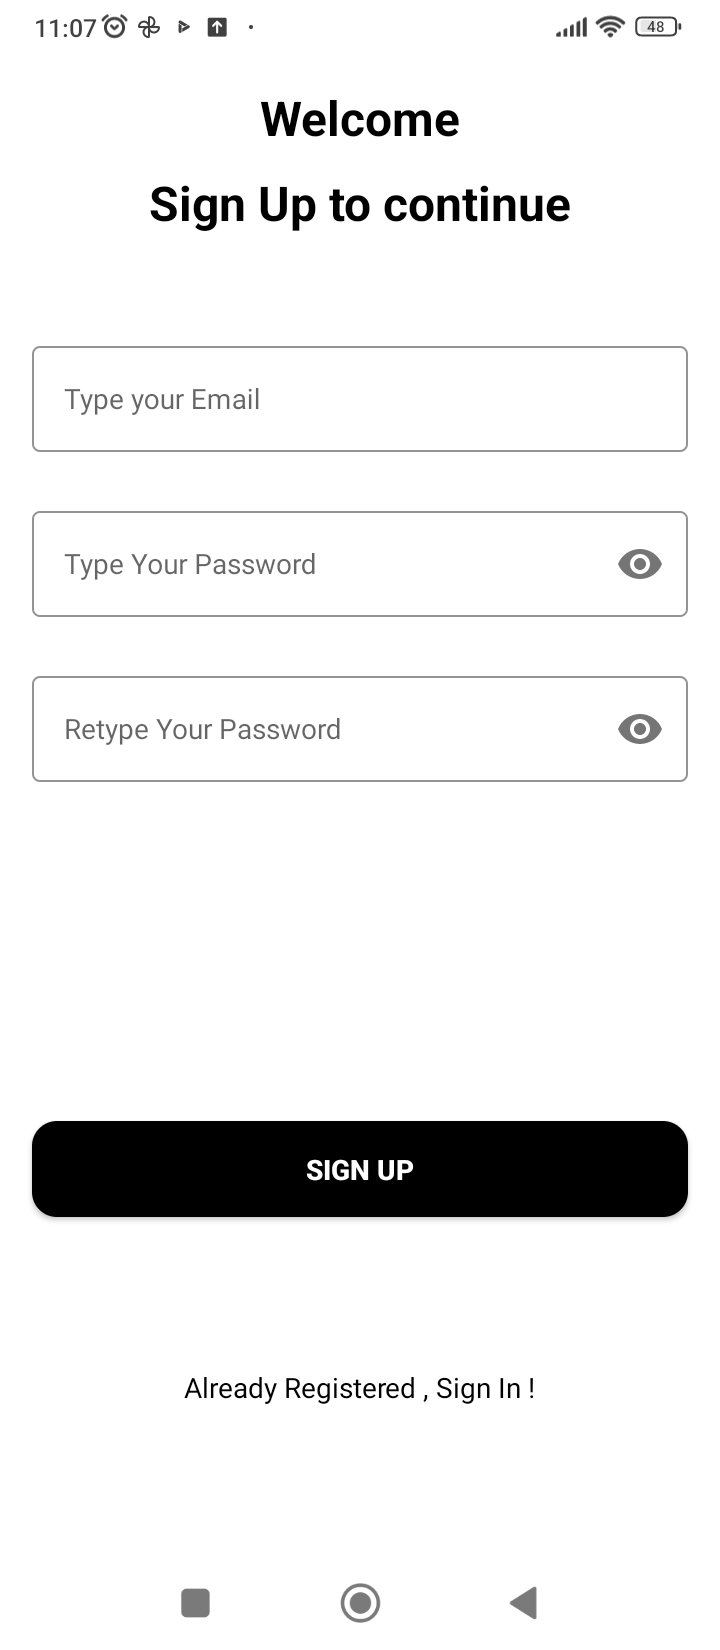 11:07
48
Welcome
Sign Up to continue
Type your Email
Type Your Password
Retype Your Password
SIGN UP
Already Registered , Sign In !